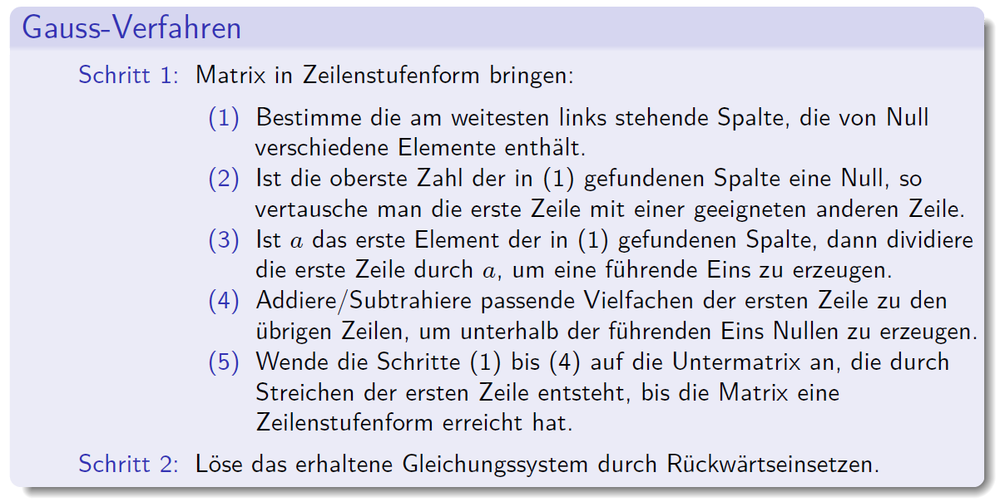 Gauss-Verfahren
Schritt 1: Matrix in Zeilenstufenform bringen:
(1) Bestimme die am weitesten links stehende Spalte, die von Null
verschiedene Elemente enthält.
(2) Ist die oberste Zahl der in (1) gefundenen Spalte eine Null, so
vertausche man die erste Zeile mit einer geeigneten anderen Zeile.
(3) Ist a das erste Element der in (1) gefundenen Spalte, dann dividiere
die erste Zeile durch a, um eine führende Eins zu erzeugen.
(4) Addiere/Subtrahiere passende Vielfachen der ersten Zeile zu den
übrigen Zeilen, um unterhalb der führenden Eins Nullen zu erzeugen.
(5) Wende die Schritte (1) bis (4) auf die Untermatrix an, die durch
Streichen der ersten Zeile entsteht, bis die Matrix eine
Zeilenstufenform erreicht hat.
Schritt 2: Löse das erhaltene Gleichungssystem durch Rückwärtseinsetzen.